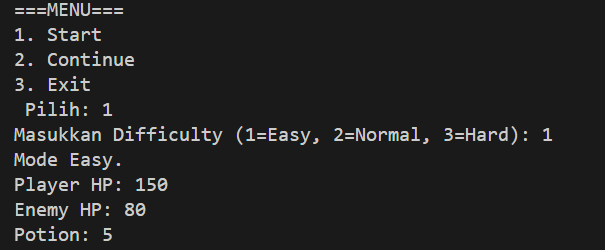 ===MENU===
1. Start
2. Continue
3. Exit
Pilih: 1
Masukkan Difficulty (1=Easy, 2=Normal, 3=Hard): 1
Mode Easy.
Player HP: 150
Enemy HP: 80
Potion: 5